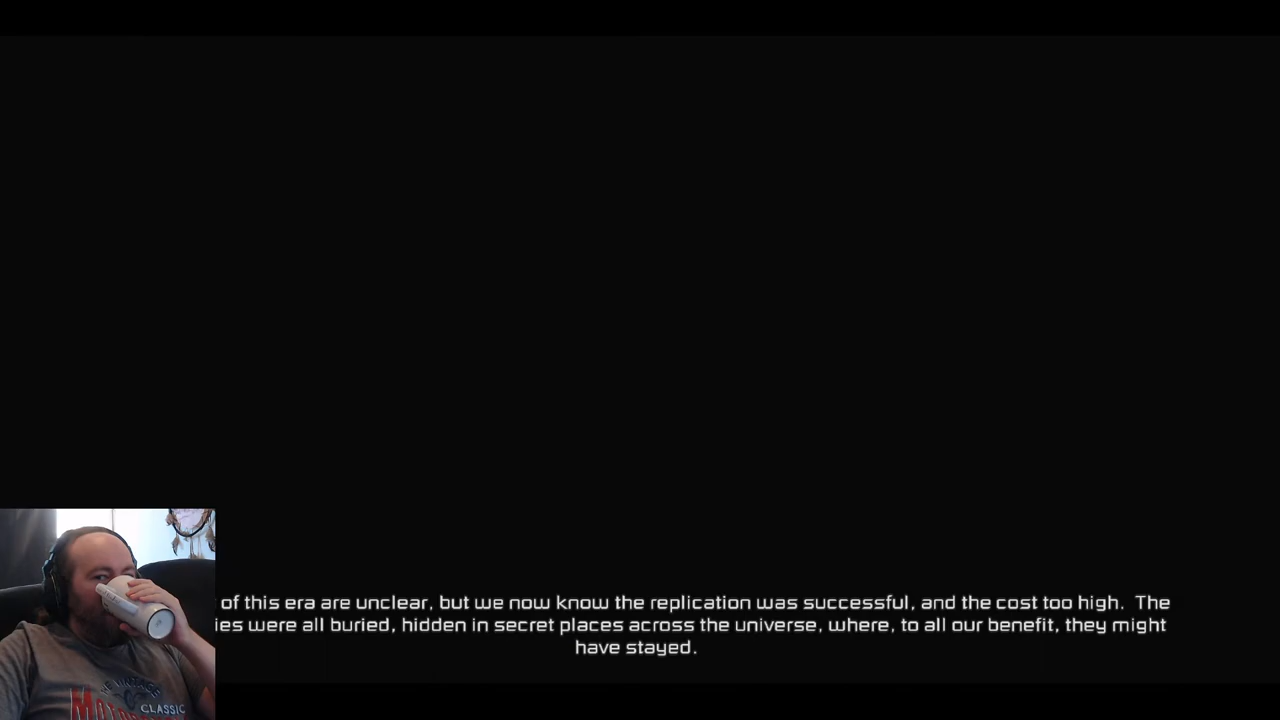 of this era are unclear, but we now know the replication was successful, and the cost too high. The
ies were all buried, hidden in secret places across the universe, where, to all our benefit, they might
have stayed.
CLASSIC